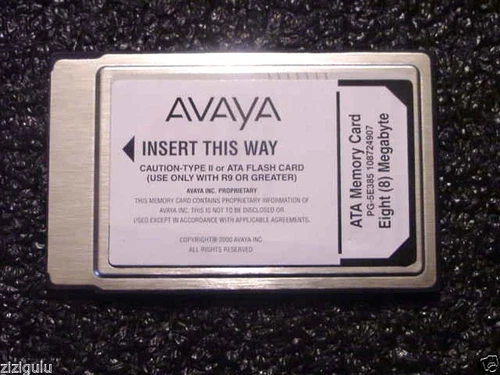 AVAYA
INSERT THIS WAY
CAUTION-TYPE II or ATA FLASH CARD
(USE ONLY WITH R9 OR GREATER)
AVAYA INC. PROPRIETARY
THIS MEMORY CARD CONTAINS PROPRIETARY INFORMATION OF
AVAYA INC. THIS IS NOT TO BE DISCLOSED OR
USED EXCEPT IN ACCORDANCE WITH APPLICABLE AGREEMENTS.
COPYRIGHT® 2000 AVAYA INC.
ALL RIGHTS RESERVED
ATA Memory Card
PG-5E385 108724907
Eight (8) Megabyte
zizigulu